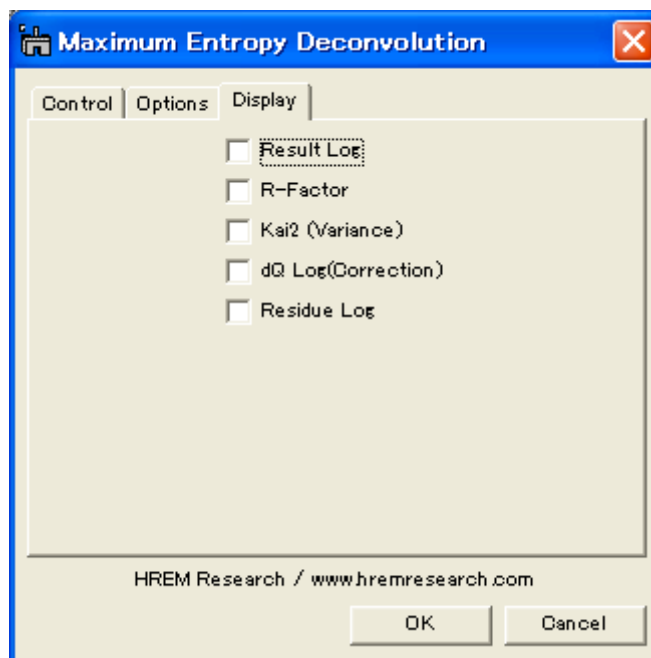 Maximum Entropy Deconvolution
Control Options Display
Result Log
R-Factor
Kai2 (Variance)
dQ Log(Correction)
Residue Log
HREM Research / www.hremresearch.com
OK Cancel